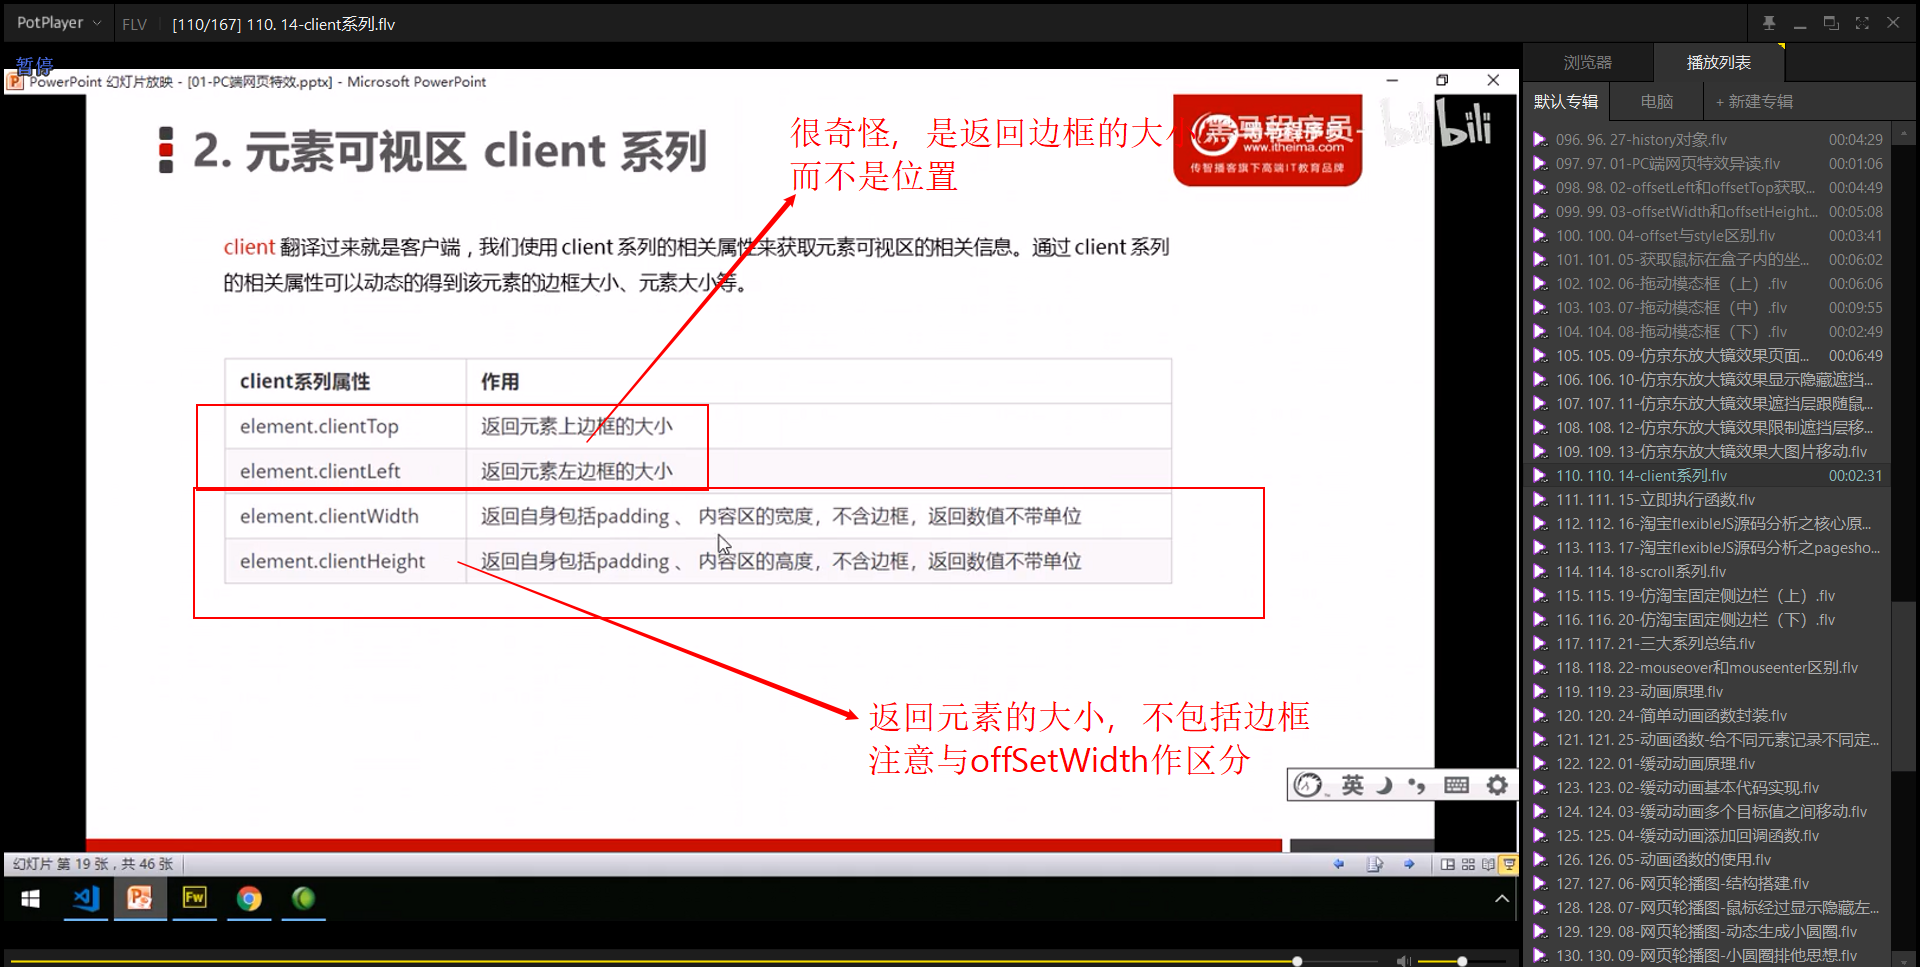 PotPlayer
FLV
[110/167] 110. 14-client系列.flv
暂停
PowerPoint 幻灯片放映 - [01-PC端网页特效.pptx] - Microsoft PowerPoint
2. 元素可视区 client 系列
很奇怪，是返回边框的大小
而不是位置
黑马程序员
www.itheima.com
传智播客旗下高端IT教育品牌
bilibili
client 翻译过来就是客户端，我们使用 client 系列的相关属性来获取元素可视区的相关信息。通过 client 系列
的相关属性可以动态的得到该元素的边框大小、元素大小等。
client系列属性 作用
element.clientTop 返回元素上边框的大小
element.clientLeft 返回元素左边框的大小
element.clientWidth 返回自身包括padding 、 内容区的宽度，不含边框，返回数值不带单位
element.clientHeight 返回自身包括padding 、 内容区的高度，不含边框，返回数值不带单位
返回元素的大小，不包括边框
注意与offSetWidth作区分
英
幻灯片 第 19 张，共 46 张
Fw
浏览器 播放列表
默认专辑 电脑 + 新建专辑
096. 96. 27-history对象.flv 00:04:29
097. 97. 01-PC端网页特效导读.flv 00:01:06
098. 98. 02-offsetLeft和offsetTop获取... 00:04:49
099. 99. 03-offsetWidth和offsetHeight... 00:05:08
100. 100. 04-offset与style区别.flv 00:03:41
101. 101. 05-获取鼠标在盒子内的坐... 00:06:02
102. 102. 06-拖动模态框（上）.flv 00:06:06
103. 103. 07-拖动模态框（中）.flv 00:09:55
104. 104. 08-拖动模态框（下）.flv 00:02:49
105. 105. 09-仿京东放大镜效果页面... 00:06:49
106. 106. 10-仿京东放大镜效果显示隐藏遮挡...
107. 107. 11-仿京东放大镜效果遮挡层跟随鼠...
108. 108. 12-仿京东放大镜效果限制遮挡层移...
109. 109. 13-仿京东放大镜效果大图片移动.flv
110. 110. 14-client系列.flv 00:02:31
111. 111. 15-立即执行函数.flv
112. 112. 16-淘宝flexibleJS源码分析之核心原...
113. 113. 17-淘宝flexibleJS源码分析之pagesho...
114. 114. 18-scroll系列.flv
115. 115. 19-仿淘宝固定侧边栏（上）.flv
116. 116. 20-仿淘宝固定侧边栏（下）.flv
117. 117. 21-三大系列总结.flv
118. 118. 22-mouseover和mouseenter区别.flv
119. 119. 23-动画原理.flv
120. 120. 24-简单动画函数封装.flv
121. 121. 25-动画函数-给不同元素记录不同定...
122. 122. 01-缓动动画原理.flv
123. 123. 02-缓动动画基本代码实现.flv
124. 124. 03-缓动动画多个目标值之间移动.flv
125. 125. 04-缓动动画添加回调函数.flv
126. 126. 05-动画函数的使用.flv
127. 127. 06-网页轮播图-结构搭建.flv
128. 128. 07-网页轮播图-鼠标经过显示隐藏左...
129. 129. 08-网页轮播图-动态生成小圆圈.flv
130. 130. 09-网页轮播图-小圆圈排他思想.flv